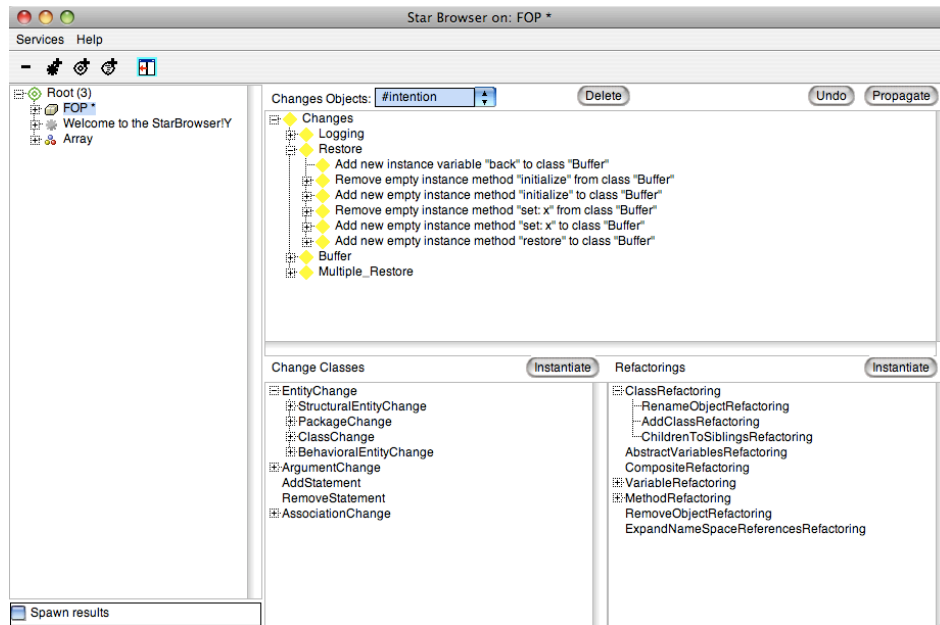 Star Browser on: FOP *
Services Help
Root (3)
FOP *
Welcome to the StarBrowser!Y
Array
Changes Objects: #intention Delete Undo Propagate
Changes
Logging
Restore
Add new instance variable "back" to class "Buffer"
Remove empty instance method "initialize" from class "Buffer"
Add new empty instance method "initialize" to class "Buffer"
Remove empty instance method "set: x" from class "Buffer"
Add new empty instance method "set: x" to class "Buffer"
Add new empty instance method "restore" to class "Buffer"
Buffer
Multiple_Restore
Change Classes Instantiate
EntityChange
StructuralEntityChange
PackageChange
ClassChange
BehavioralEntityChange
ArgumentChange
AddStatement
RemoveStatement
AssociationChange
Refactorings Instantiate
ClassRefactoring
RenameObjectRefactoring
AddClassRefactoring
ChildrenToSiblingsRefactoring
AbstractVariablesRefactoring
CompositeRefactoring
VariableRefactoring
MethodRefactoring
RemoveObjectRefactoring
ExpandNameSpaceReferencesRefactoring
Spawn results